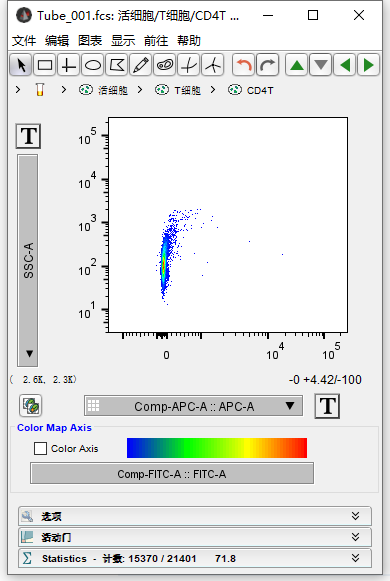 Tube_001.fcs: 活细胞/T细胞/CD4T ...
文件 编辑 图表 显示 前往 帮助
活细胞 T细胞 CD4T
T
10^5
10^4
10^3
10^2
10^1
SSC-A
0 10^4 10^5
( 2.6K, 2.3K) -0 +4.42/-100
Comp-APC-A :: APC-A T
Color Map Axis
Color Axis
Comp-FITC-A :: FITC-A
选项
活动门
Σ Statistics - 计数: 15370 / 21401 71.8